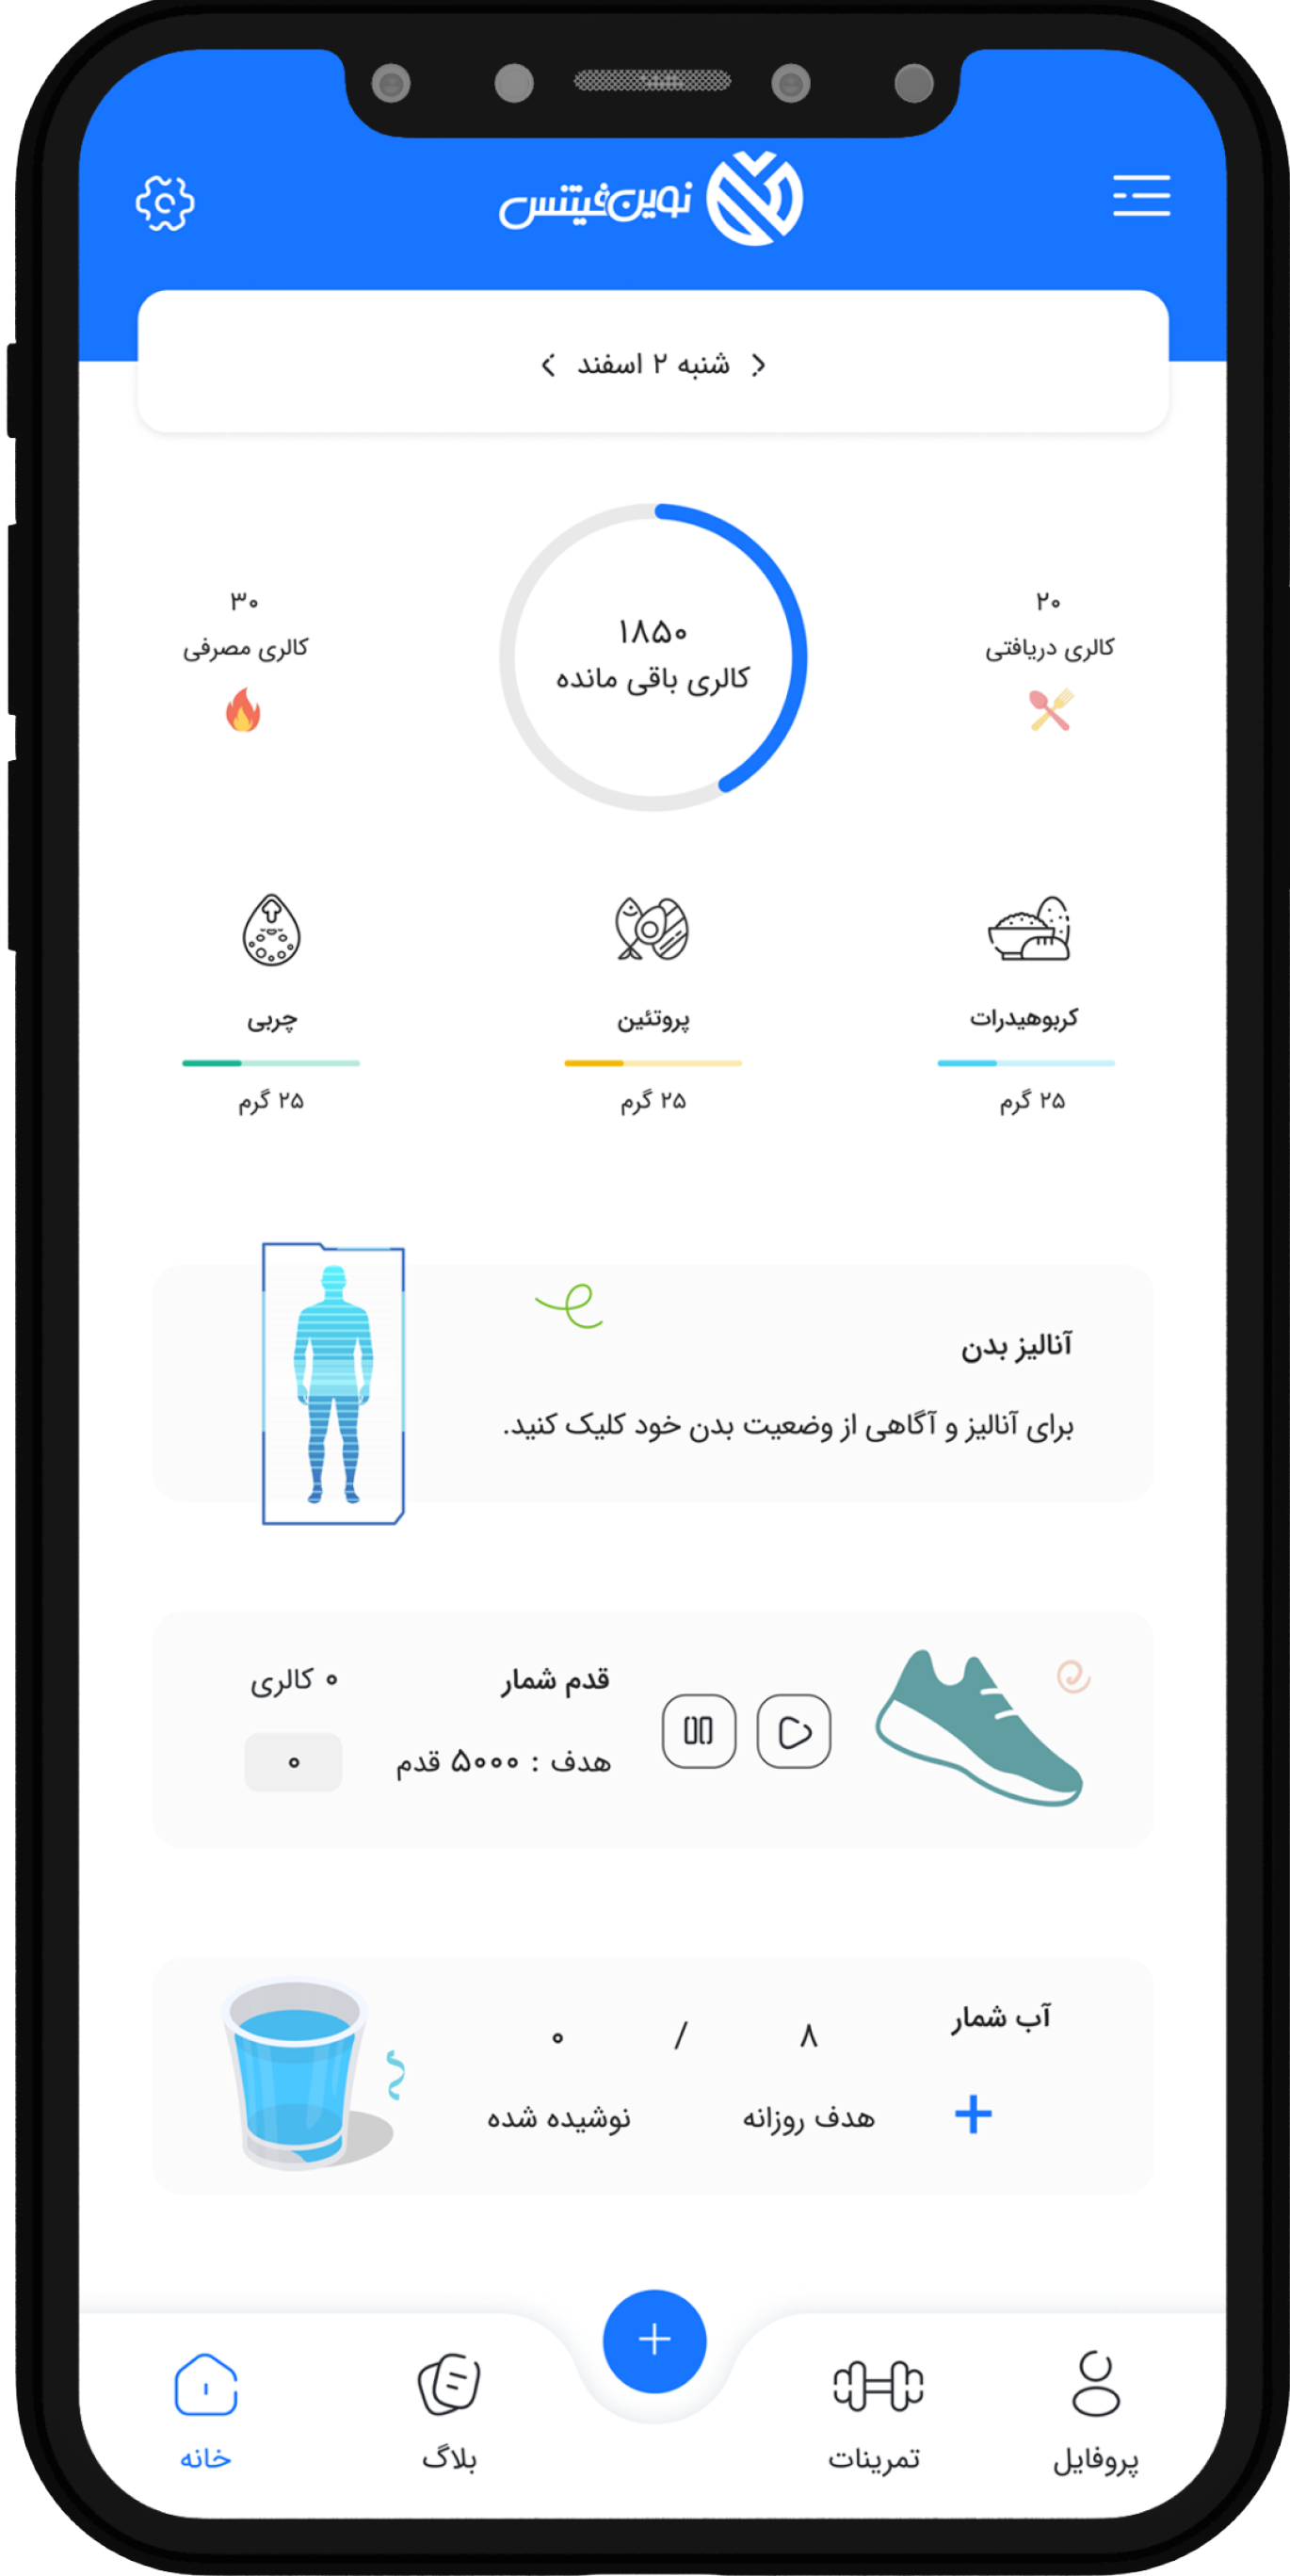 نوین‌فیتنس
شنبه ۲ اسفند
۲۰
کالری دریافتی
۱۸۵۰
کالری باقی مانده
۳۰
کالری مصرفی
کربوهیدرات
۲۵ گرم
پروتئین
۲۵ گرم
چربی
۲۵ گرم
آنالیز بدن
برای آنالیز و آگاهی از وضعیت بدن خود کلیک کنید.
قدم شمار
هدف : ۵۰۰۰ قدم
۰ کالری
۰
آب شمار
۸ / ۰
هدف روزانه
نوشیده شده
پروفایل
تمرینات
بلاگ
خانه